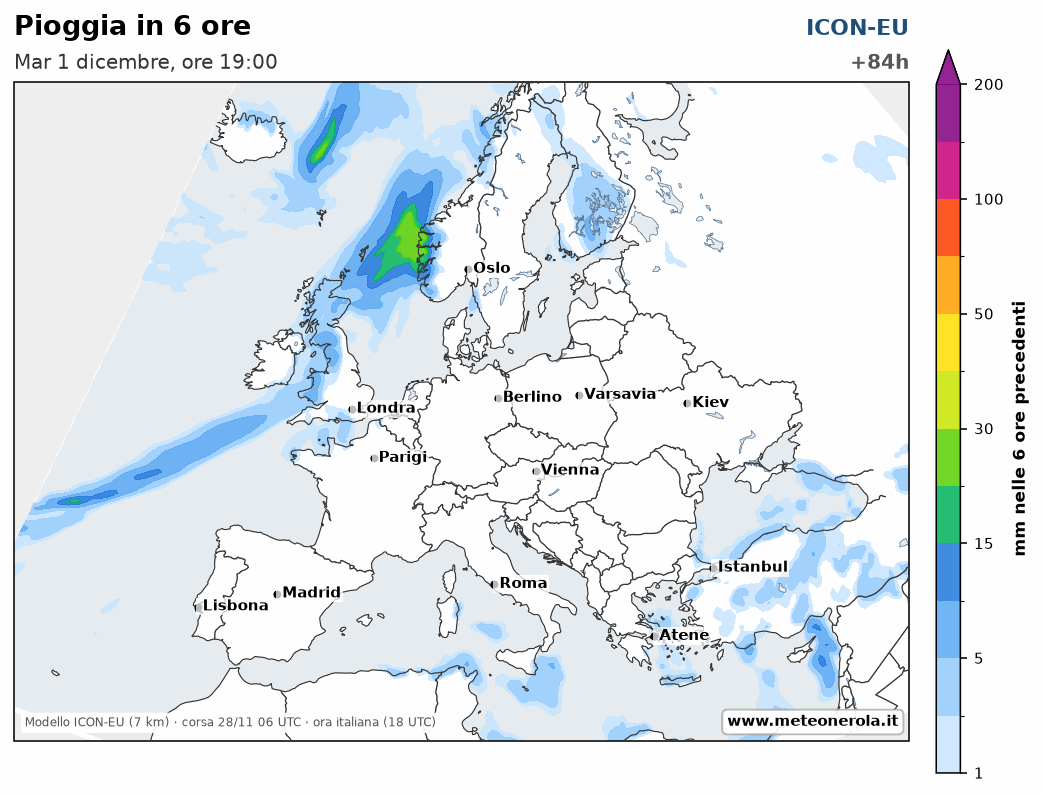 Pioggia in 6 ore
ICON-EU
Mar 1 dicembre, ore 19:00
+84h
200
100
50
30
15
5
1
mm nelle 6 ore precedenti
Oslo
Berlino
Varsavia
Kiev
Londra
Parigi
Vienna
Istanbul
Roma
Madrid
Lisbona
Atene
Modello ICON-EU (7 km) · corsa 28/11 06 UTC · ora italiana (18 UTC)
www.meteonerola.it